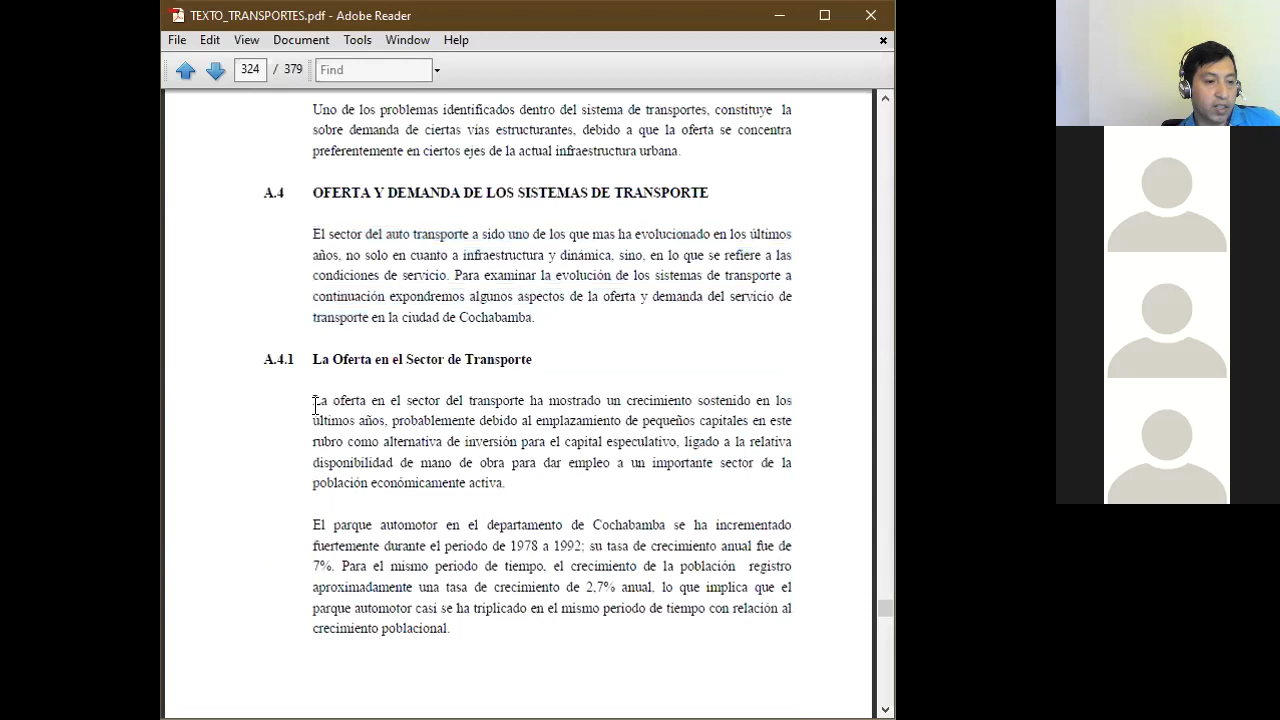 TEXTO_TRANSPORTES.pdf - Adobe Reader
File Edit View Document Tools Window Help
324 / 379 Find
Uno de los problemas identificados dentro del sistema de transportes, constituye la
sobre demanda de ciertas vías estructurantes, debido a que la oferta se concentra
preferentemente en ciertos ejes de la actual infraestructura urbana.
A.4 OFERTA Y DEMANDA DE LOS SISTEMAS DE TRANSPORTE
El sector del auto transporte a sido uno de los que mas ha evolucionado en los últimos
años, no solo en cuanto a infraestructura y dinámica, sino, en lo que se refiere a las
condiciones de servicio. Para examinar la evolución de los sistemas de transporte a
continuación expondremos algunos aspectos de la oferta y demanda del servicio de
transporte en la ciudad de Cochabamba.
A.4.1 La Oferta en el Sector de Transporte
La oferta en el sector del transporte ha mostrado un crecimiento sostenido en los
últimos años, probablemente debido al emplazamiento de pequeños capitales en este
rubro como alternativa de inversión para el capital especulativo, ligado a la relativa
disponibilidad de mano de obra para dar empleo a un importante sector de la
población económicamente activa.
El parque automotor en el departamento de Cochabamba se ha incrementado
fuertemente durante el periodo de 1978 a 1992; su tasa de crecimiento anual fue de
7%. Para el mismo periodo de tiempo, el crecimiento de la población registro
aproximadamente una tasa de crecimiento de 2,7% anual, lo que implica que el
parque automotor casi se ha triplicado en el mismo periodo de tiempo con relación al
crecimiento poblacional.